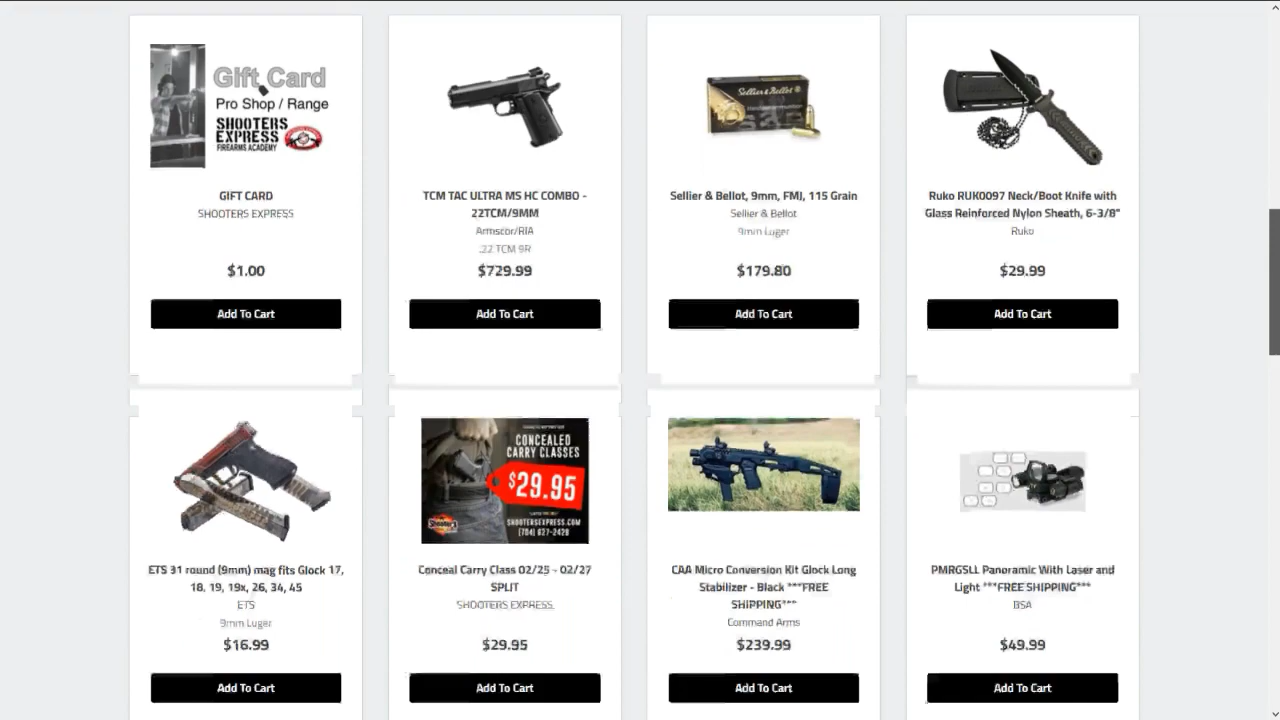 Gift Card
Pro Shop / Range
SHOOTERS
EXPRESS
FIREARMS ACADEMY
Sellier & Bellot
GIFT CARD
SHOOTERS EXPRESS
$1.00
Add To Cart
TCM TAC ULTRA MS HC COMBO -
22TCM/9MM
Armscor/RIA
.22 TCM 9R
$729.99
Add To Cart
Sellier & Bellot, 9mm, FMJ, 115 Grain
Sellier & Bellot
9mm Luger
$179.80
Add To Cart
Ruko RUK0097 Neck/Boot Knife with
Glass Reinforced Nylon Sheath, 6-3/8"
Ruko
$29.99
Add To Cart
CONCEALED
CARRY CLASSES
$29.95
SHOOTERSEXPRESS.COM
(704) 827-2428
ETS 31 round (9mm) mag fits Glock 17,
18, 19, 19x, 26, 34, 45
ETS
9mm Luger
$16.99
Add To Cart
Conceal Carry Class 02/25 - 02/27
SPLIT
SHOOTERS EXPRESS
$29.95
Add To Cart
CAA Micro Conversion Kit Glock Long
Stabilizer - Black ***FREE
SHIPPING***
Command Arms
$239.99
Add To Cart
PMRGSLL Panoramic With Laser and
Light ***FREE SHIPPING***
BSA
$49.99
Add To Cart